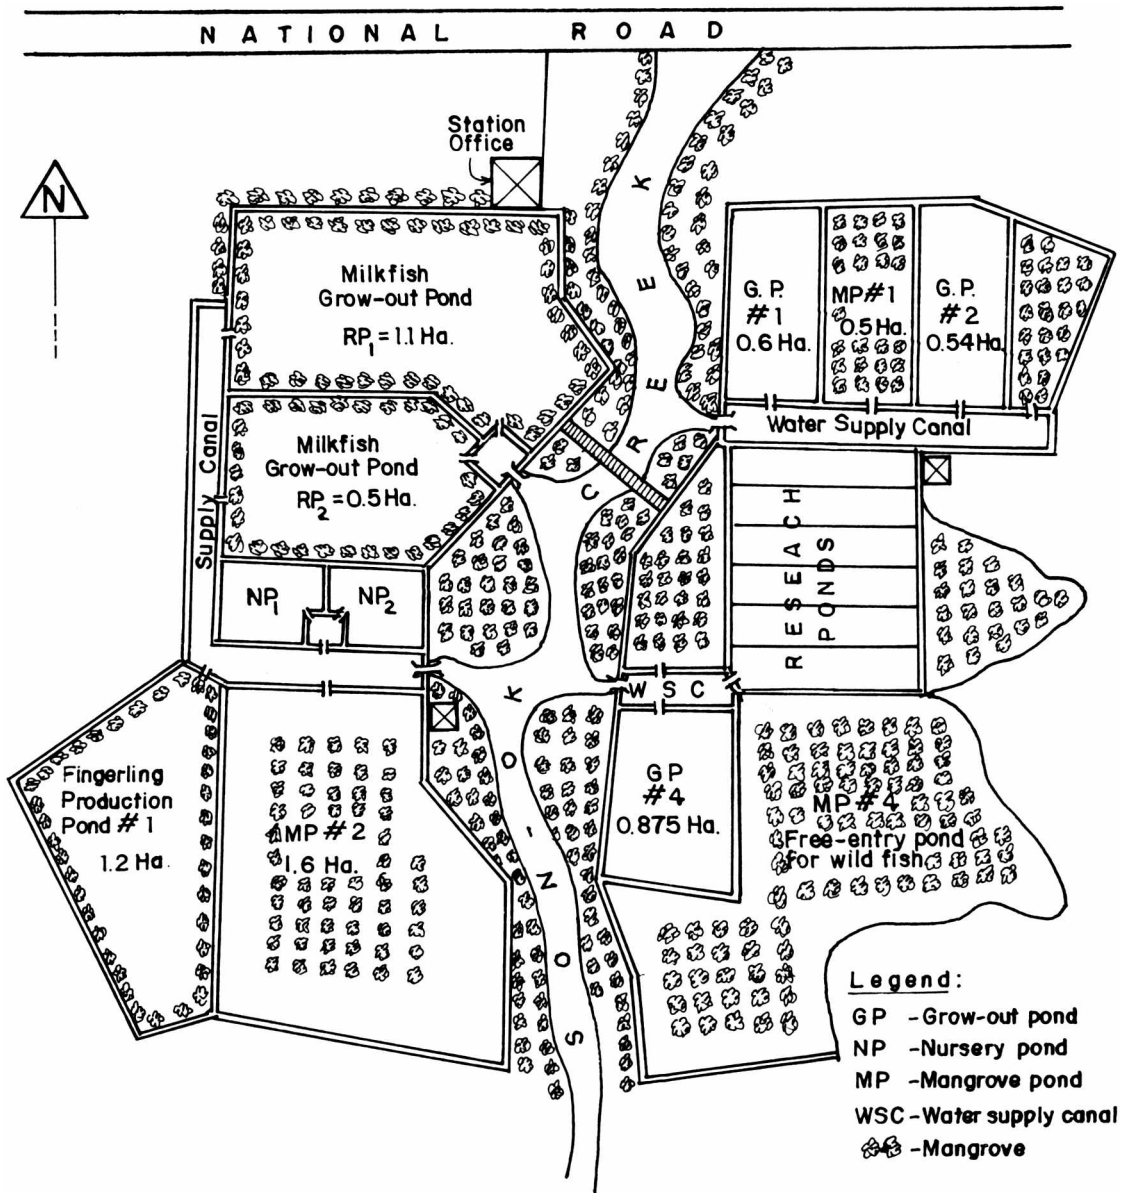 NATIONAL ROAD
Station
Office
N
CREEK
Milkfish
Grow-out Pond
RP₁ = 1.1 Ha.
G.P.
#1
0.6 Ha.
MP#1
0.5 Ha.
G.P.
#2
0.54 Ha.
Water Supply Canal
Milkfish
Grow-out Pond
RP₂ = 0.5 Ha.
Supply Canal
RESEACH
PONDS
NP₁
NP₂
WSC
SONI-OK
Fingerling
Production
Pond #1
1.2 Ha.
MP#2
1.6 Ha.
GP
#4
0.875 Ha.
MP#4
Free-entry pond
for wild fish
Legend:
GP -Grow-out pond
NP -Nursery pond
MP -Mangrove pond
WSC-Water supply canal
-Mangrove